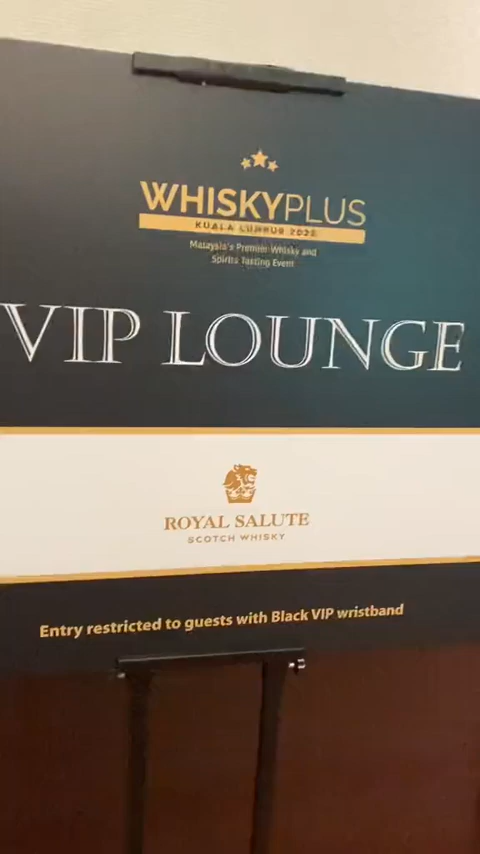 WHISKYPLUS
KUALA LUMPUR 2022
Malaysia's Premier Whisky and
Spirits Tasting Event
VIP LOUNGE
ROYAL SALUTE
SCOTCH WHISKY
Entry restricted to guests with Black VIP wristband